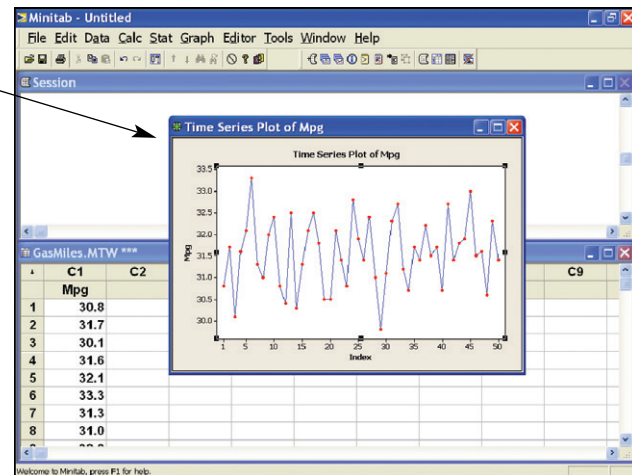 Minitab - Untitled
File Edit Data Calc Stat Graph Editor Tools Window Help
Session
Time Series Plot of Mpg
Time Series Plot of Mpg
33.5
33.0
32.5
32.0
31.5
31.0
30.5
30.0
Mpg
1 5 10 15 20 25 30 35 40 45 50
Index
GasMiles.MTW ***
C1 C2 C9
Mpg
1 30.8
2 31.7
3 30.1
4 31.6
5 32.1
6 33.3
7 31.3
8 31.0
Welcome to Minitab, press F1 for help.